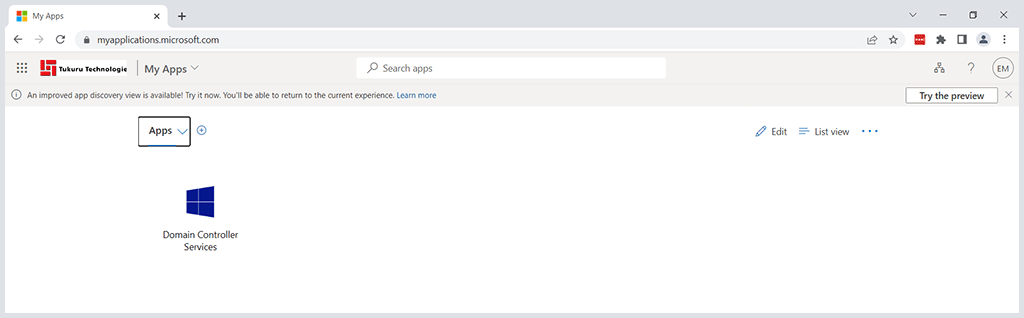 My Apps
myapplications.microsoft.com
Tukuru Technologie
My Apps
Search apps
EM
An improved app discovery view is available! Try it now. You'll be able to return to the current experience. Learn more
Try the preview
Apps
Edit
List view
Domain Controller
Services